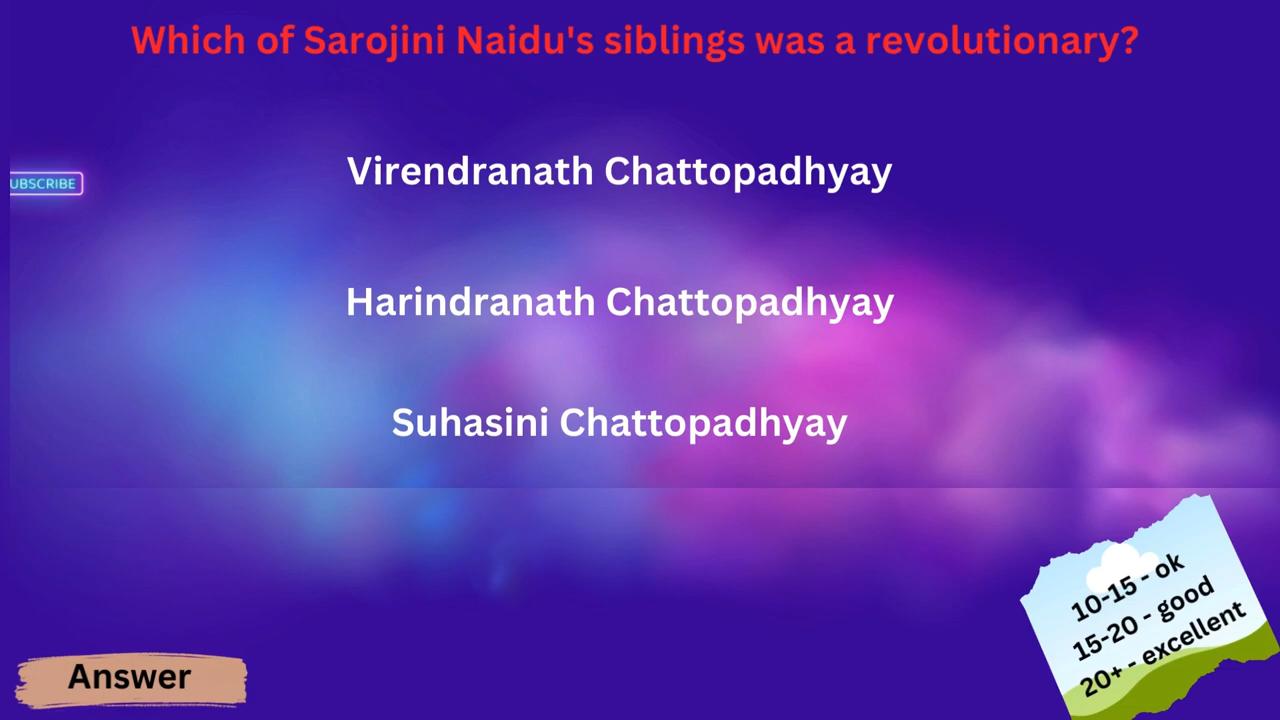 Which of Sarojini Naidu's siblings was a revolutionary?
Virendranath Chattopadhyay
UBSCRIBE
Harindranath Chattopadhyay
Suhasini Chattopadhyay
10-15 - ok
15-20 - good
20+ - excellent
Answer